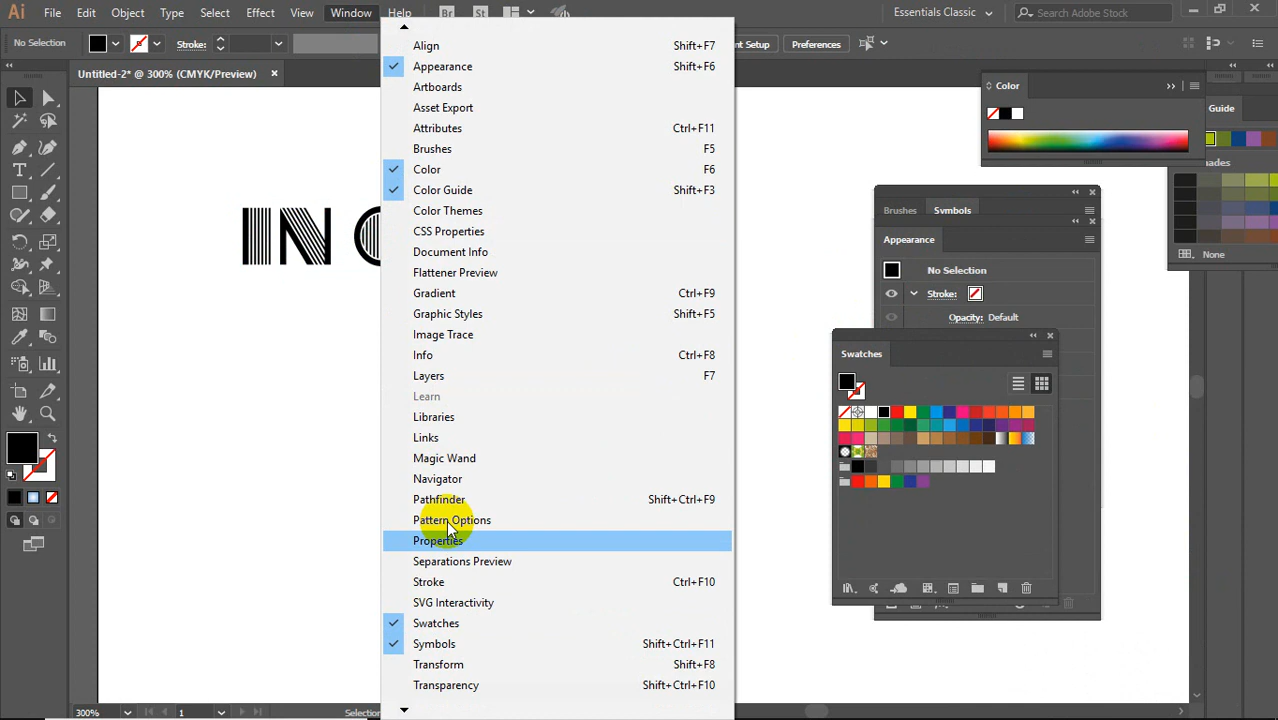 Ai File Edit Object Type Select Effect View Window Help Br St Essentials Classic Search Adobe Stock
No Selection Stroke: Preferences
Untitled-2* @ 300% (CMYK/Preview)
Align Shift+F7
Appearance Shift+F6
Artboards
Asset Export
Attributes Ctrl+F11
Brushes F5
Color F6
Color Guide Shift+F3
Color Themes
CSS Properties
Document Info
Flattener Preview
Gradient Ctrl+F9
Graphic Styles Shift+F5
Image Trace
Info Ctrl+F8
Layers F7
Learn
Libraries
Links
Magic Wand
Navigator
Pathfinder Shift+Ctrl+F9
Pattern Options
Properties
Separations Preview
Stroke Ctrl+F10
SVG Interactivity
Swatches
Symbols Shift+Ctrl+F11
Transform Shift+F8
Transparency Shift+Ctrl+F10
Color
Guide
None
Brushes Symbols
Appearance
No Selection
Stroke:
Opacity: Default
Swatches
300% 1